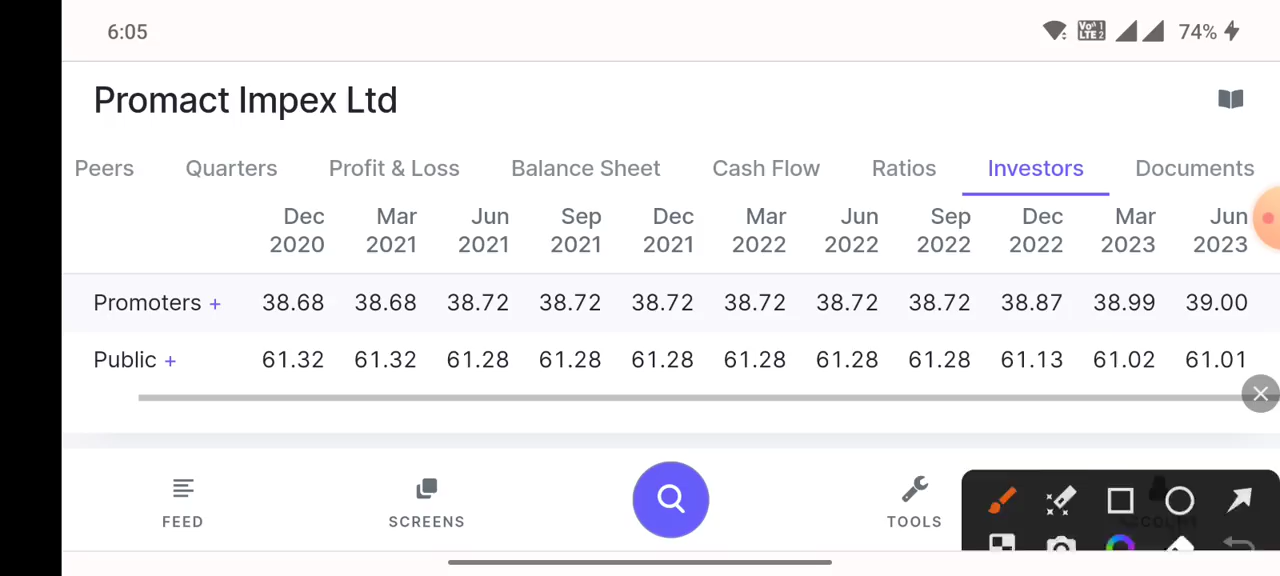 6:05 Vo 1 LTE 2 74%
Promact Impex Ltd
Peers Quarters Profit & Loss Balance Sheet Cash Flow Ratios Investors Documents
Dec Mar Jun Sep Dec Mar Jun Sep Dec Mar Jun
2020 2021 2021 2021 2021 2022 2022 2022 2022 2023 2023
Promoters + 38.68 38.68 38.72 38.72 38.72 38.72 38.72 38.72 38.87 38.99 39.00
Public + 61.32 61.32 61.28 61.28 61.28 61.28 61.28 61.28 61.13 61.02 61.01
FEED SCREENS TOOLS